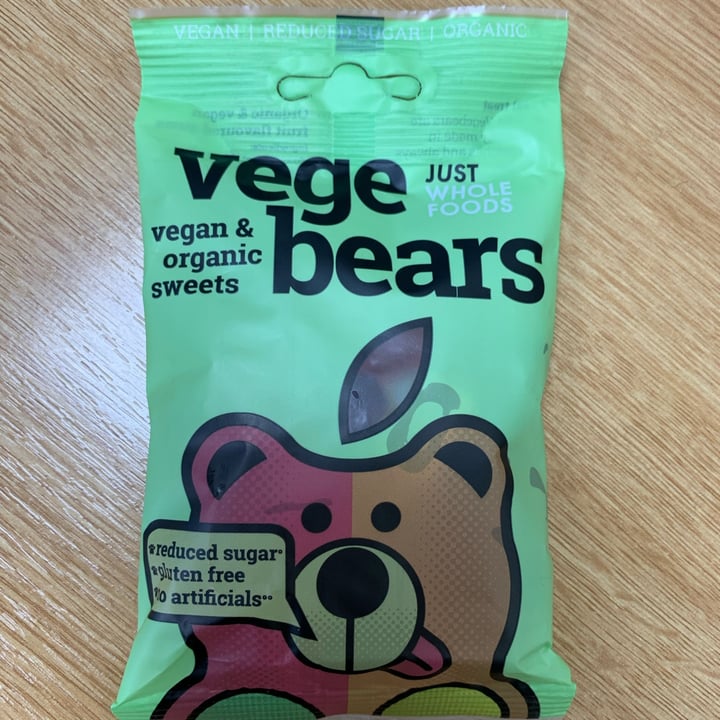 VEGAN | REDUCED SUGAR | ORGANIC
vege
JUST
WHOLE
FOODS
vegan &
organic
sweets
bears
reduced sugar°
gluten free
no artificials°°